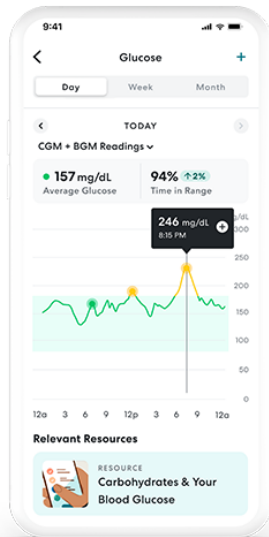 9:41
Glucose
+
Day Week Month
TODAY
CGM + BGM Readings
157 mg/dL
Average Glucose
94% ↑2%
Time in Range
246 mg/dL
8:15 PM
300
250
200
150
100
50
0
12a 3 6 9 12p 3 6 9 12a
Relevant Resources
RESOURCE
Carbohydrates & Your
Blood Glucose